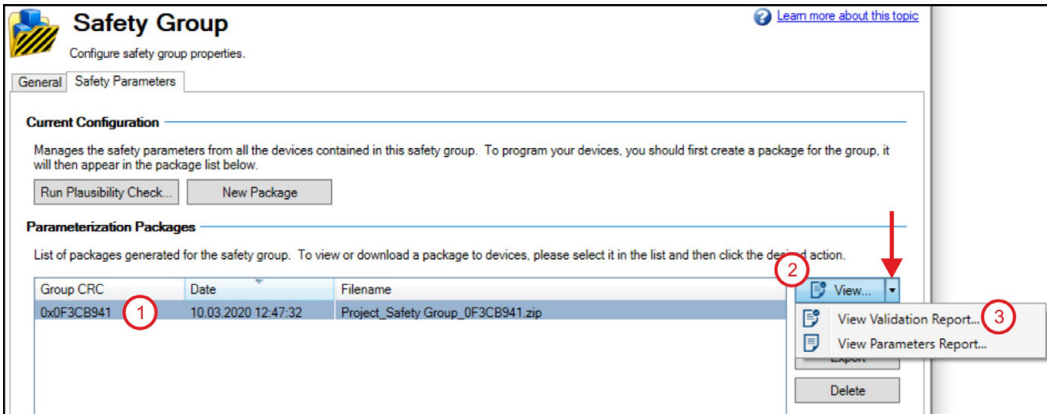 Safety Group
Learn more about this topic
Configure safety group properties.
General Safety Parameters
Current Configuration
Manages the safety parameters from all the devices contained in this safety group. To program your devices, you should first create a package for the group, it
will then appear in the package list below.
Run Plausibility Check... New Package
Parameterization Packages
List of packages generated for the safety group. To view or download a package to devices, please select it in the list and then click the desired action.
2
Group CRC Date Filename View...
0x0F3CB941 1 10.03.2020 12:47:32 Project_Safety Group_0F3CB941.zip
View Validation Report... 3
View Parameters Report...
Export
Delete